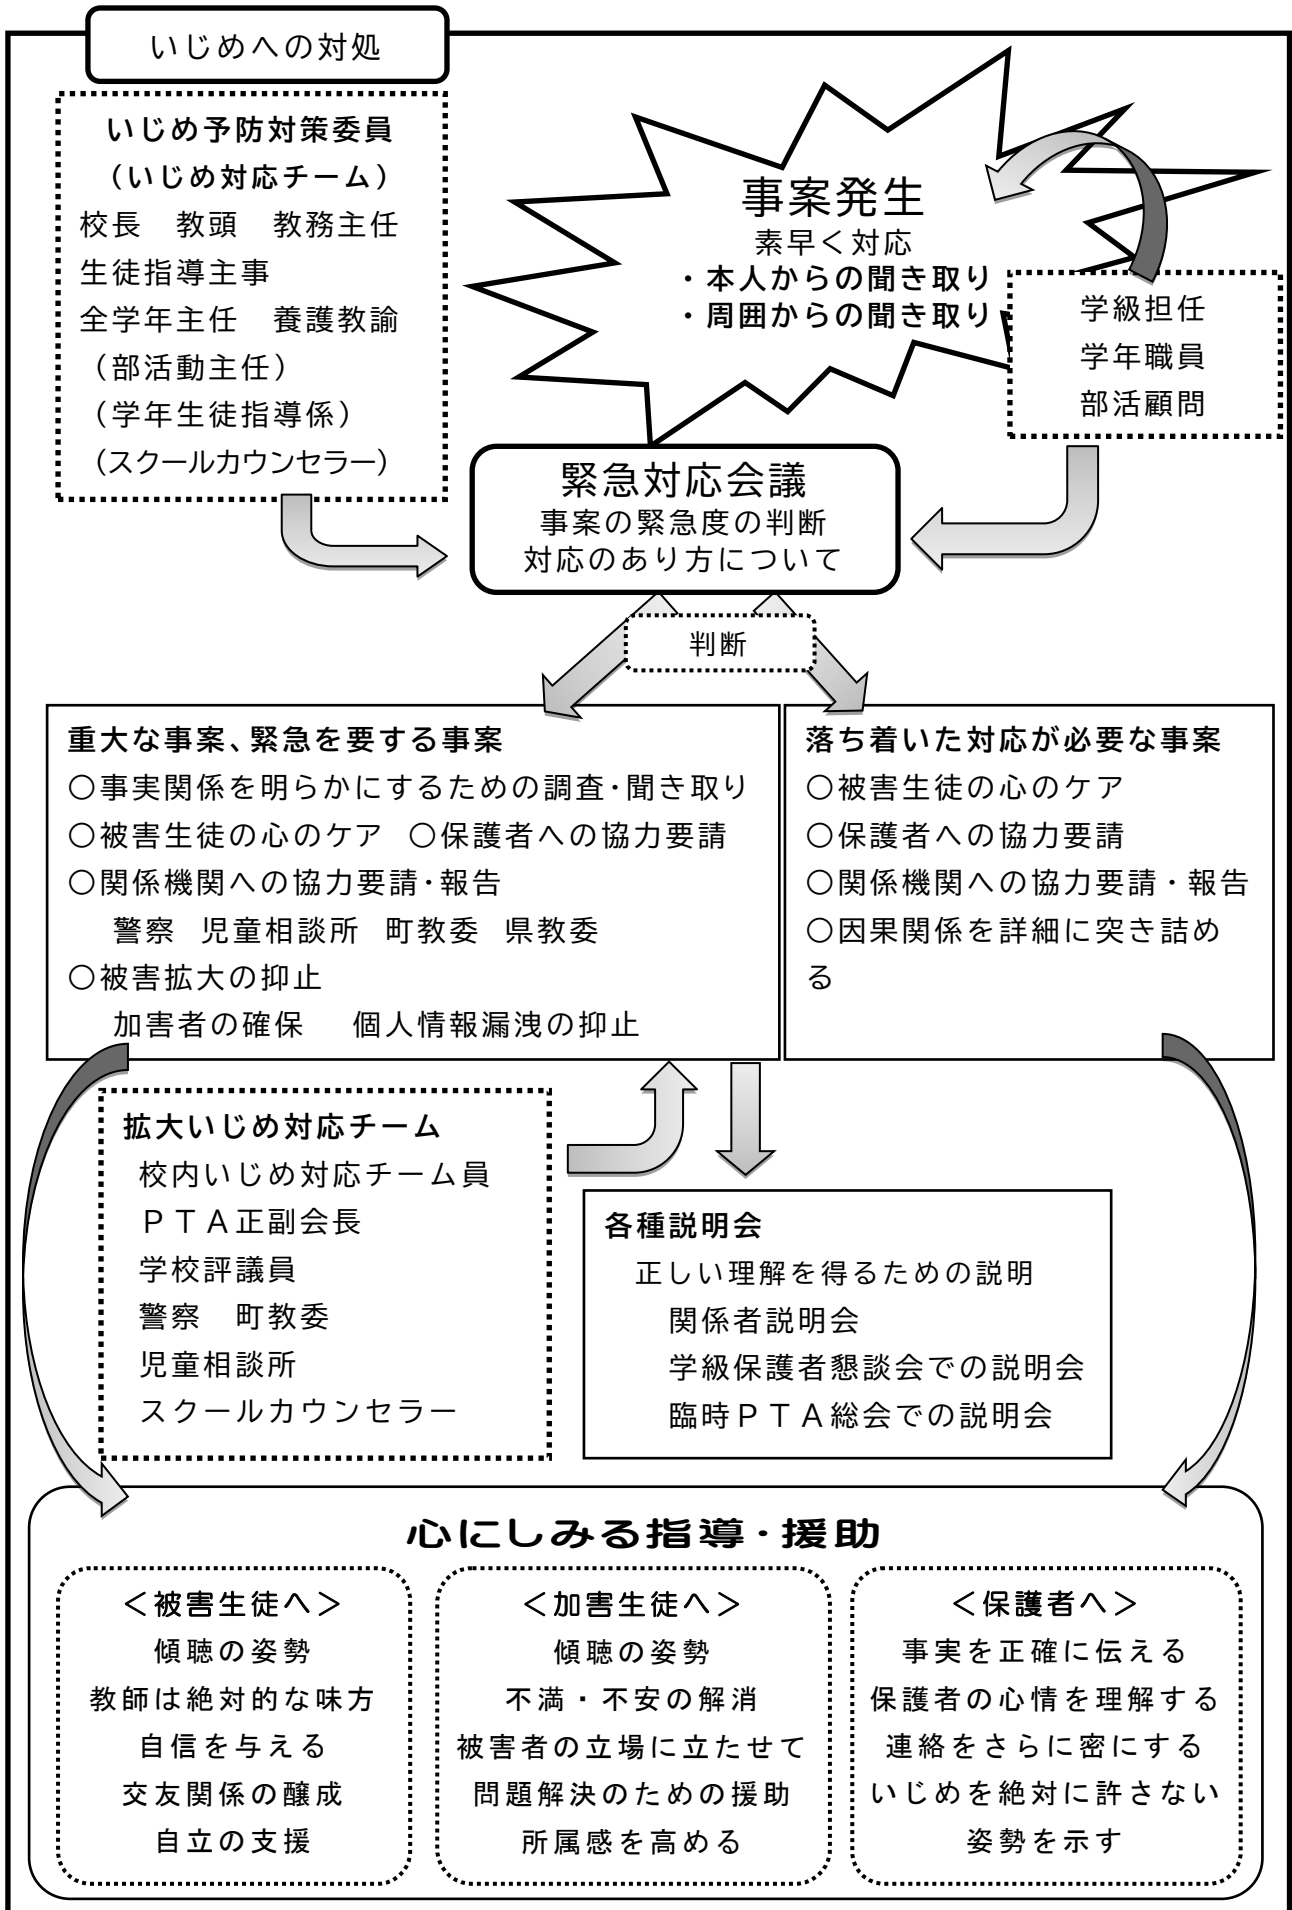 いじめへの対処
いじめ予防対策委員
（いじめ対応チーム）
校長　教頭　教務主任
生徒指導主事
全学年主任　養護教諭
（部活動主任）
（学年生徒指導係）
（スクールカウンセラー）
事案発生
素早く対応
・本人からの聞き取り
・周囲からの聞き取り
学級担任
学年職員
部活顧問
緊急対応会議
事案の緊急度の判断
対応のあり方について
判断
重大な事案、緊急を要する事案
○事実関係を明らかにするための調査・聞き取り
○被害生徒の心のケア　○保護者への協力要請
○関係機関への協力要請・報告
警察　児童相談所　町教委　県教委
○被害拡大の抑止
加害者の確保　個人情報漏洩の抑止
落ち着いた対応が必要な事案
○被害生徒の心のケア
○保護者への協力要請
○関係機関への協力要請・報告
○因果関係を詳細に突き詰め
る
拡大いじめ対応チーム
校内いじめ対応チーム員
ＰＴＡ正副会長
学校評議員
警察　町教委
児童相談所
スクールカウンセラー
各種説明会
正しい理解を得るための説明
関係者説明会
学級保護者懇談会での説明会
臨時ＰＴＡ総会での説明会
心にしみる指導・援助
＜被害生徒へ＞
傾聴の姿勢
教師は絶対的な味方
自信を与える
交友関係の醸成
自立の支援
＜加害生徒へ＞
傾聴の姿勢
不満・不安の解消
被害者の立場に立たせて
問題解決のための援助
所属感を高める
＜保護者へ＞
事実を正確に伝える
保護者の心情を理解する
連絡をさらに密にする
いじめを絶対に許さない
姿勢を示す